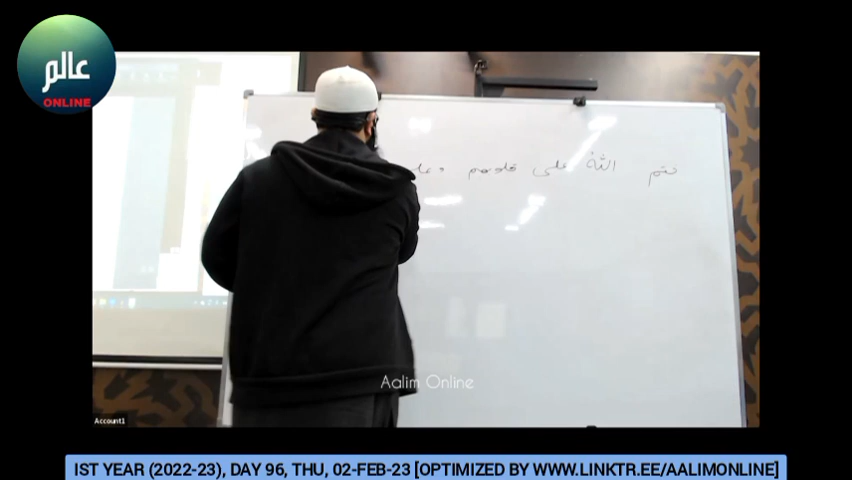 عالم
ONLINE
ختم اللهُ على قلوبهم وعلى
Aalim Online
Account1
IST YEAR (2022-23), DAY 96, THU, 02-FEB-23 [OPTIMIZED BY WWW.LINKTR.EE/AALIMONLINE]